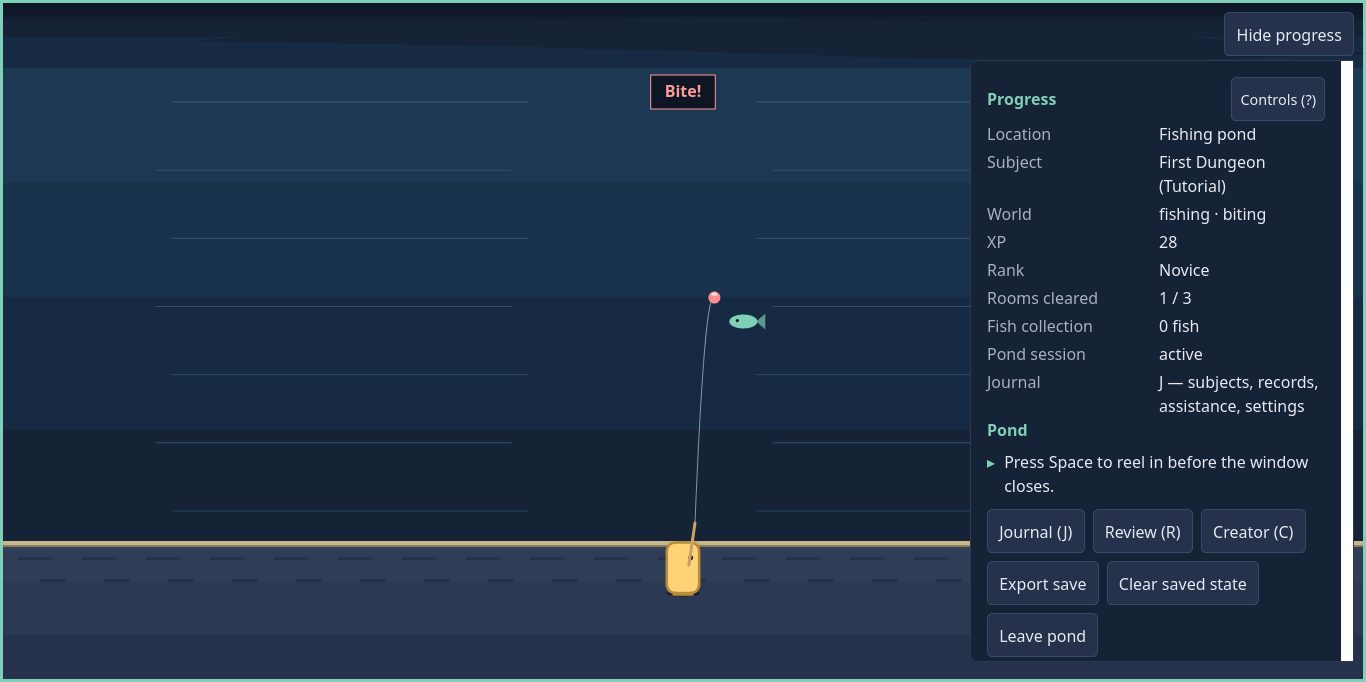 Hide progress
Bite!
Progress
Controls (?)
Location Fishing pond
Subject First Dungeon
(Tutorial)
World fishing · biting
XP 28
Rank Novice
Rooms cleared 1 / 3
Fish collection 0 fish
Pond session active
Journal J — subjects, records,
assistance, settings
Pond
▸ Press Space to reel in before the window
closes.
Journal (J) Review (R) Creator (C)
Export save Clear saved state
Leave pond